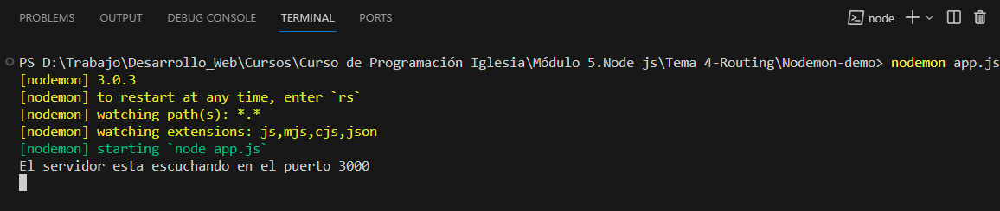 PROBLEMS OUTPUT DEBUG CONSOLE TERMINAL PORTS node
PS D:\Trabajo\Desarrollo_Web\Cursos\Curso de Programación Iglesia\Módulo 5.Node js\Tema 4-Routing\Nodemon-demo> nodemon app.js
[nodemon] 3.0.3
[nodemon] to restart at any time, enter `rs`
[nodemon] watching path(s): *.*
[nodemon] watching extensions: js,mjs,cjs,json
[nodemon] starting `node app.js`
El servidor esta escuchando en el puerto 3000